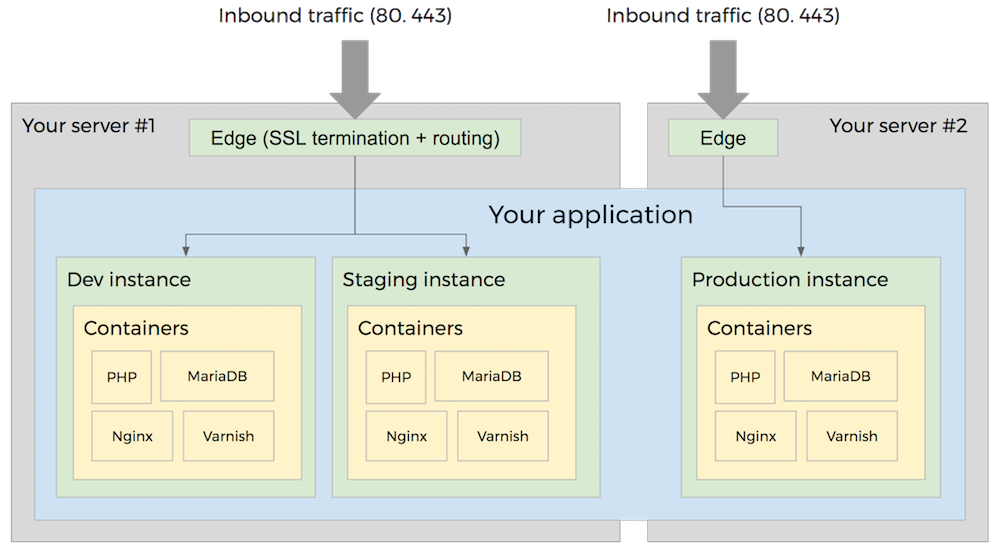 Inbound traffic (80. 443)
Inbound traffic (80. 443)
Your server #1
Edge (SSL termination + routing)
Edge
Your server #2
Your application
Dev instance
Containers
PHP
MariaDB
Nginx
Varnish
Staging instance
Containers
PHP
MariaDB
Nginx
Varnish
Production instance
Containers
PHP
MariaDB
Nginx
Varnish